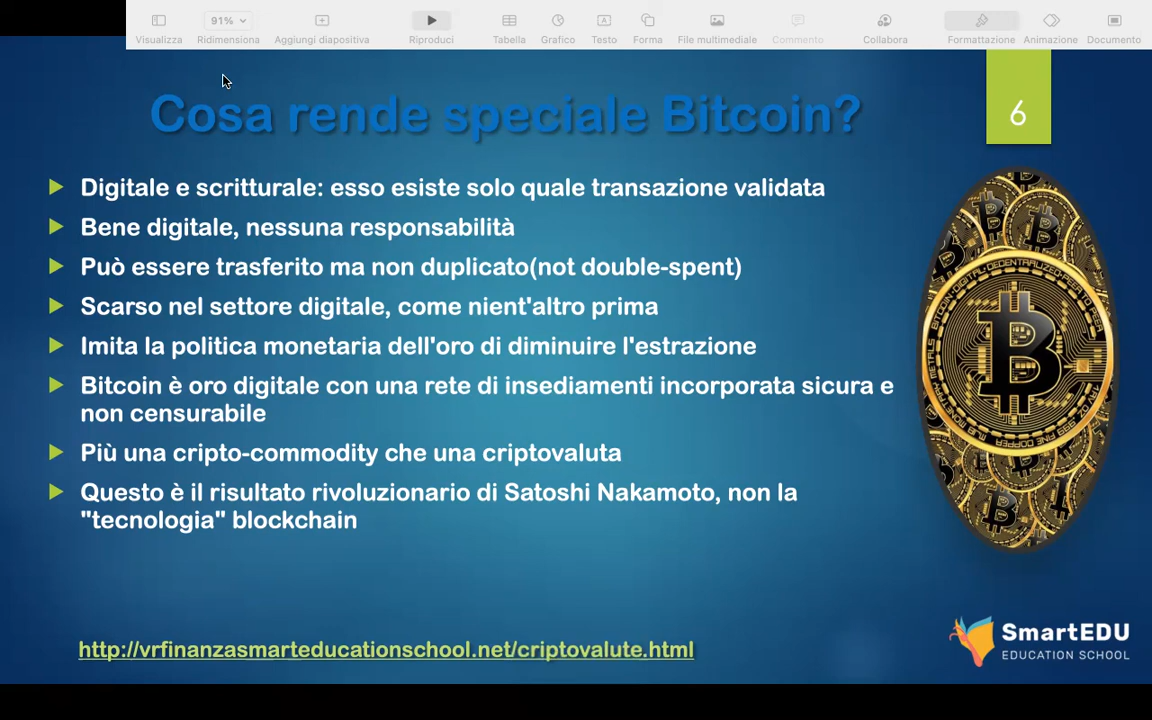 Visualizza
91%
Ridimensiona
Aggiungi diapositiva
Riproduci
Tabella
Grafico
Testo
Forma
File multimediale
Commento
Collabora
Formattazione
Animazione
Documento
Cosa rende speciale Bitcoin?
6
Digitale e scritturale: esso esiste solo quale transazione validata
Bene digitale, nessuna responsabilità
Può essere trasferito ma non duplicato(not double-spent)
Scarso nel settore digitale, come nient'altro prima
Imita la politica monetaria dell'oro di diminuire l'estrazione
Bitcoin è oro digitale con una rete di insediamenti incorporata sicura e
non censurabile
Più una cripto-commodity che una criptovaluta
Questo è il risultato rivoluzionario di Satoshi Nakamoto, non la
"tecnologia" blockchain
http://vrfinanzasmarteducationschool.net/criptovalute.html
SmartEDU
EDUCATION SCHOOL